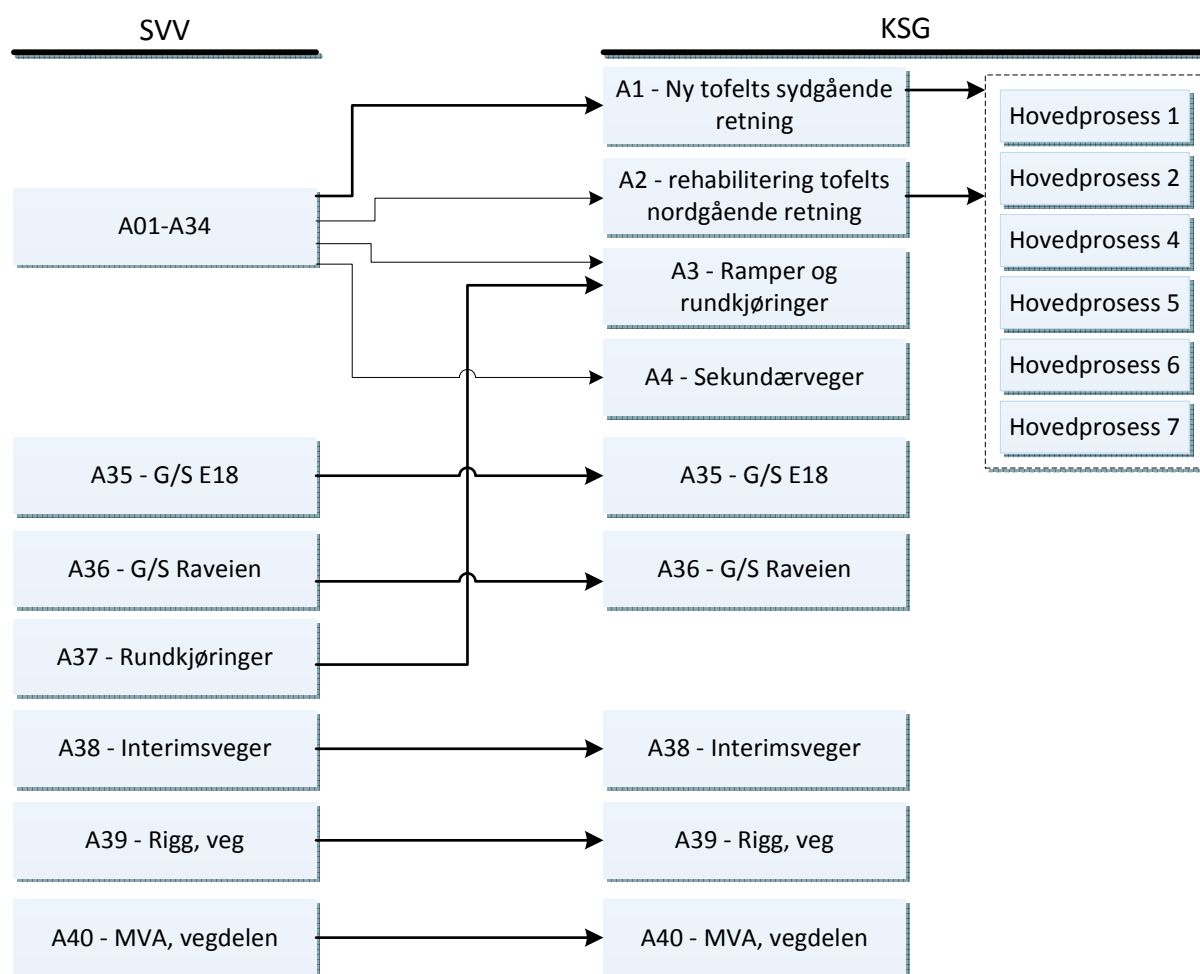 SVV
KSG
A01-A34
A35 - G/S E18
A36 - G/S Raveien
A37 - Rundkjøringer
A38 - Interimsveger
A39 - Rigg, veg
A40 - MVA, vegdelen
A1 - Ny tofelts sydgående
retning
A2 - rehabilitering tofelts
nordgående retning
A3 - Ramper og
rundkjøringer
A4 - Sekundærveger
A35 - G/S E18
A36 - G/S Raveien
A38 - Interimsveger
A39 - Rigg, veg
A40 - MVA, vegdelen
Hovedprosess 1
Hovedprosess 2
Hovedprosess 4
Hovedprosess 5
Hovedprosess 6
Hovedprosess 7